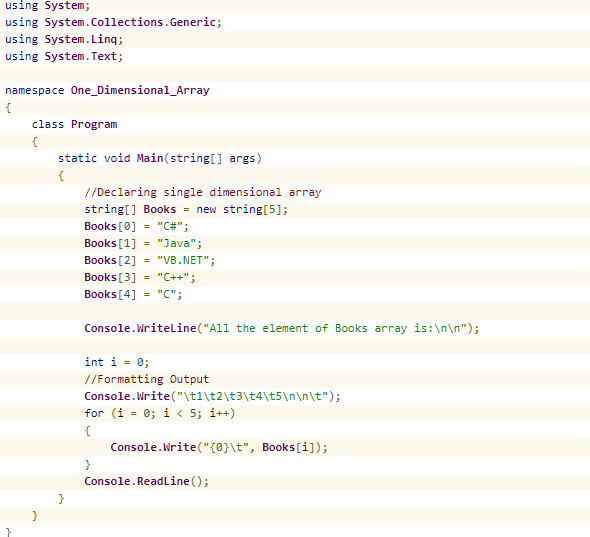 using System;
using System.Collections.Generic;
using System.Linq;
using System.Text;

namespace One_Dimensional_Array
{
    class Program
    {
        static void Main(string[] args)
        {
            //Declaring single dimensional array
            string[] Books = new string[5];
            Books[0] = "C#";
            Books[1] = "Java";
            Books[2] = "VB.NET";
            Books[3] = "C++";
            Books[4] = "C";

            Console.WriteLine("All the element of Books array is:\n\n");

            int i = 0;
            //Formatting Output
            Console.Write("\t1\t2\t3\t4\t5\n\n\t");
            for (i = 0; i < 5; i++)
            {
                Console.Write("{0}\t", Books[i]);
            }
            Console.ReadLine();
        }
    }
}